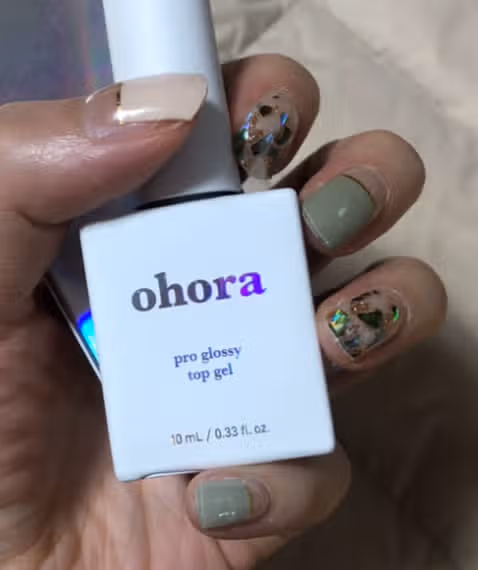 ohora
pro glossy
top gel
10 mL / 0.33 fl. oz.